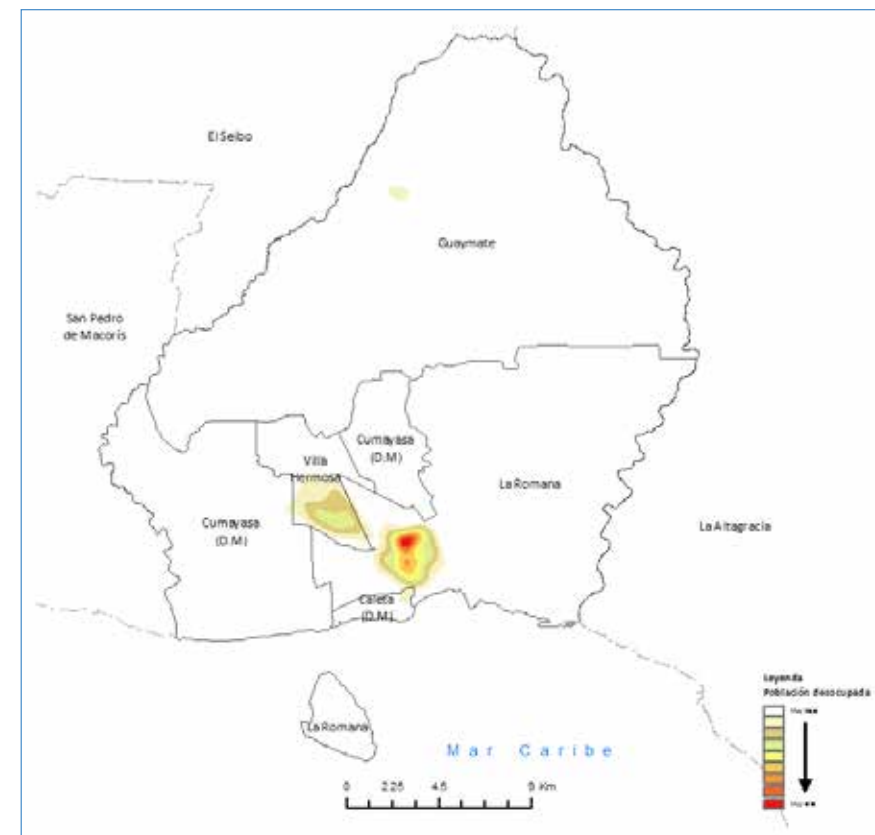 El Seibo
Guaymate
San Pedro
de Macorís
Cumayasa
(D.M)
Villa
Hermosa
La Romana
Cumayasa
(D.M)
La Altagracia
Caleta
(D.M)
La Romana
Mar Caribe
0 2.25 4.5 9 Km
Leyenda
Población desocupada